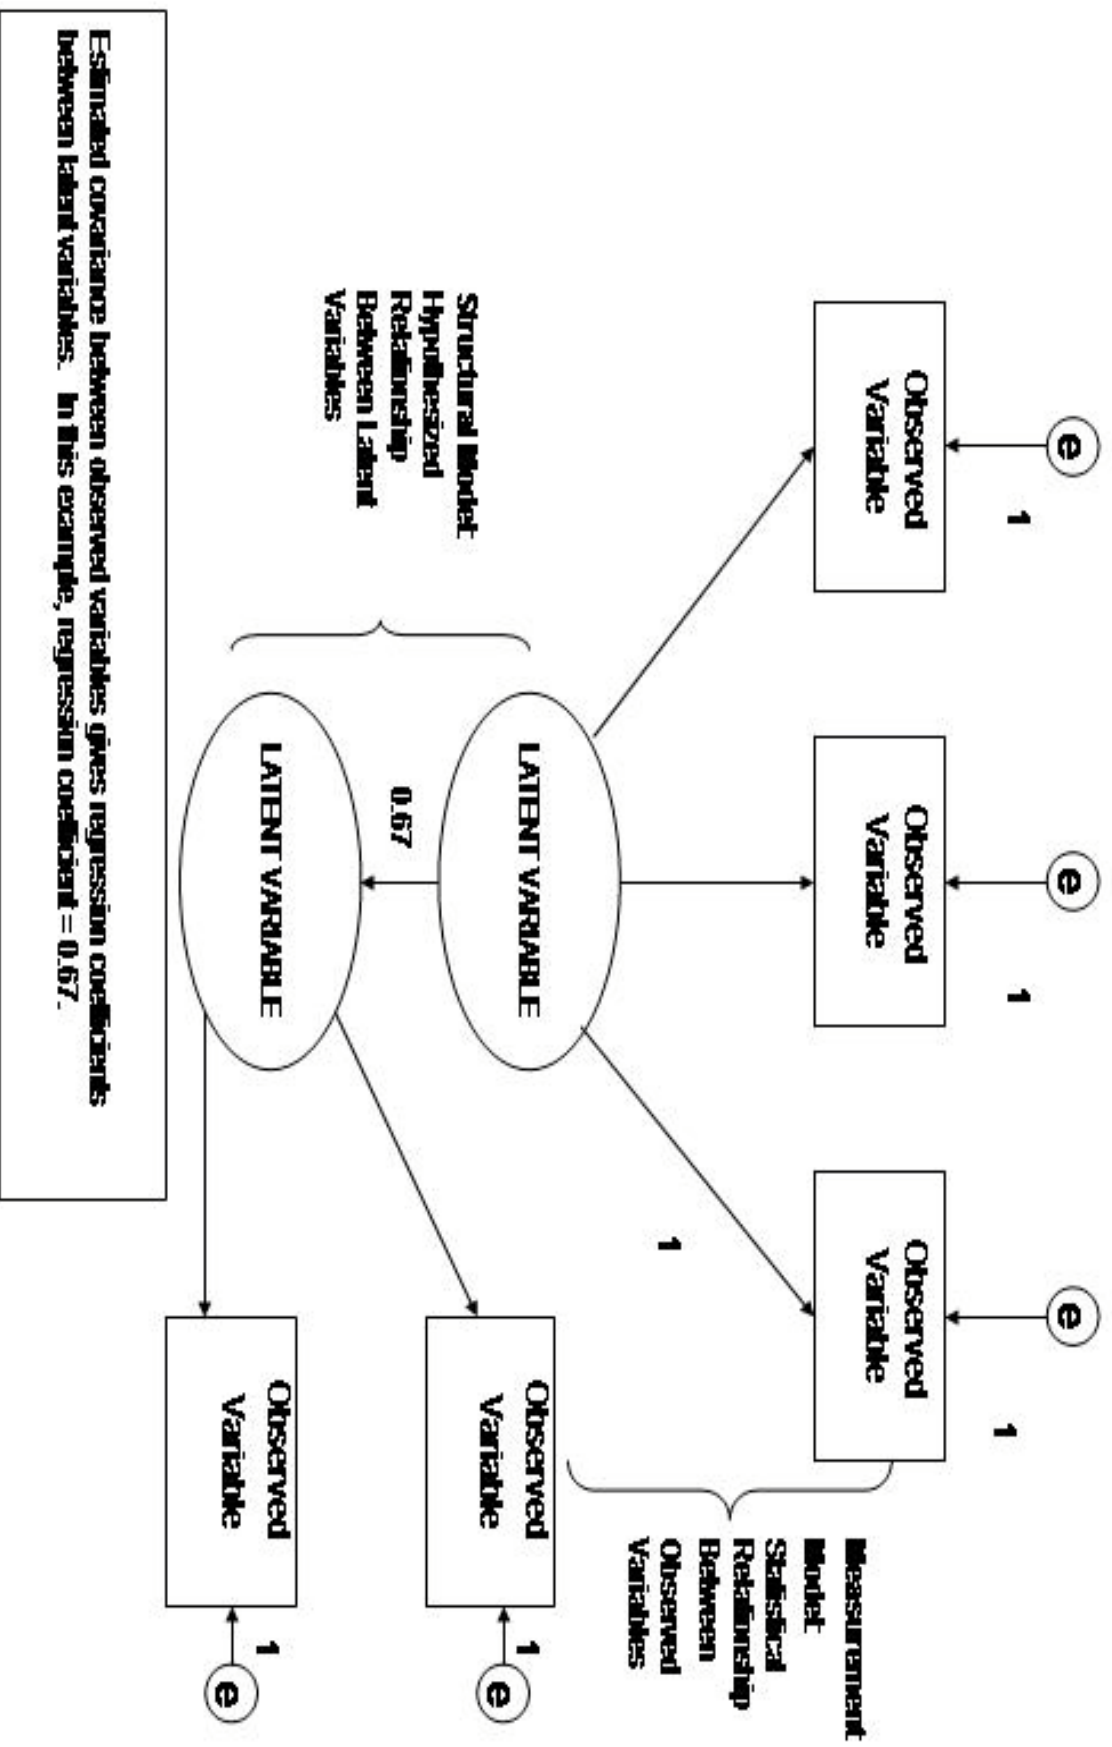 e
e
e
1
1
1
Observed
Variable
Observed
Variable
Observed
Variable
Measurement
Model:
Statistical
Relationship
Between
Observed
Variables
1
Structural Model:
Hypothesized
Relationship
Between Latent
Variables
LATENT VARIABLE
Observed
Variable
1
e
0.67
LATENT VARIABLE
Observed
Variable
1
e
Estimated covariance between observed variables gives regression coefficients
between latent variables. In this example, regression coefficient = 0.67.